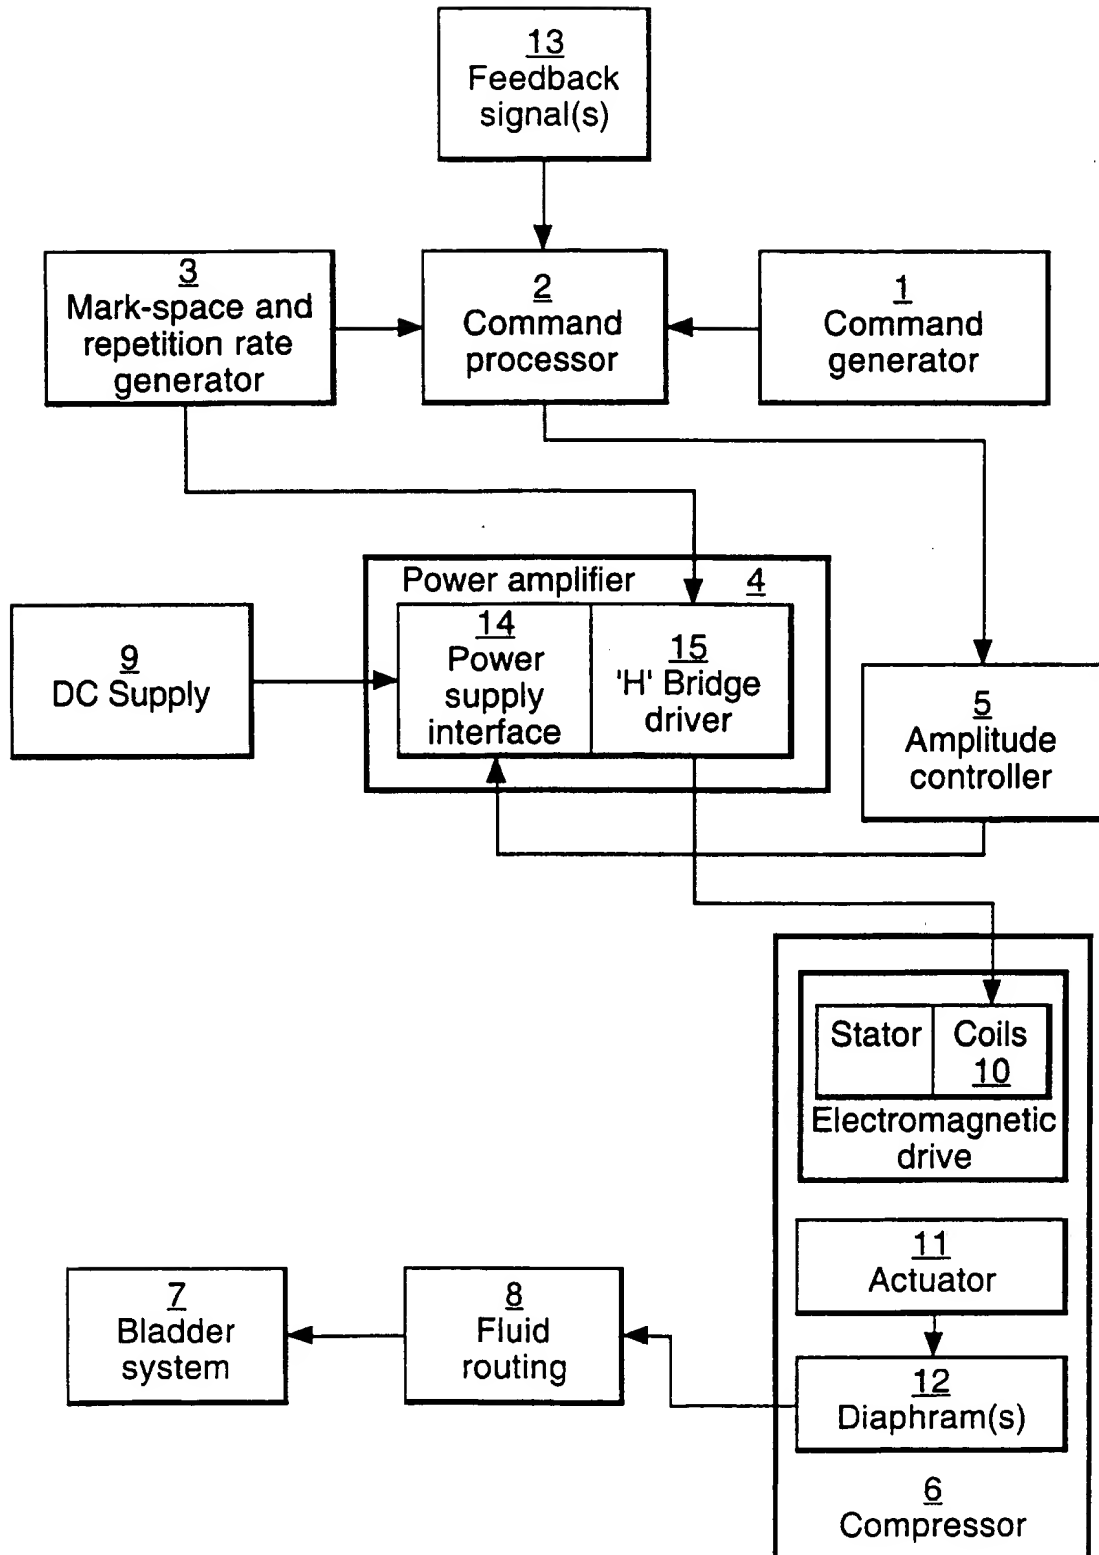 13
Feedback
signal(s)
3
Mark-space and
repetition rate
generator
2
Command
processor
1
Command
generator
Power amplifier 4
9
DC Supply
14
Power
supply
interface
15
'H' Bridge
driver
5
Amplitude
controller
Stator
Coils
10
Electromagnetic
drive
11
Actuator
7
Bladder
system
8
Fluid
routing
12
Diaphram(s)
6
Compressor